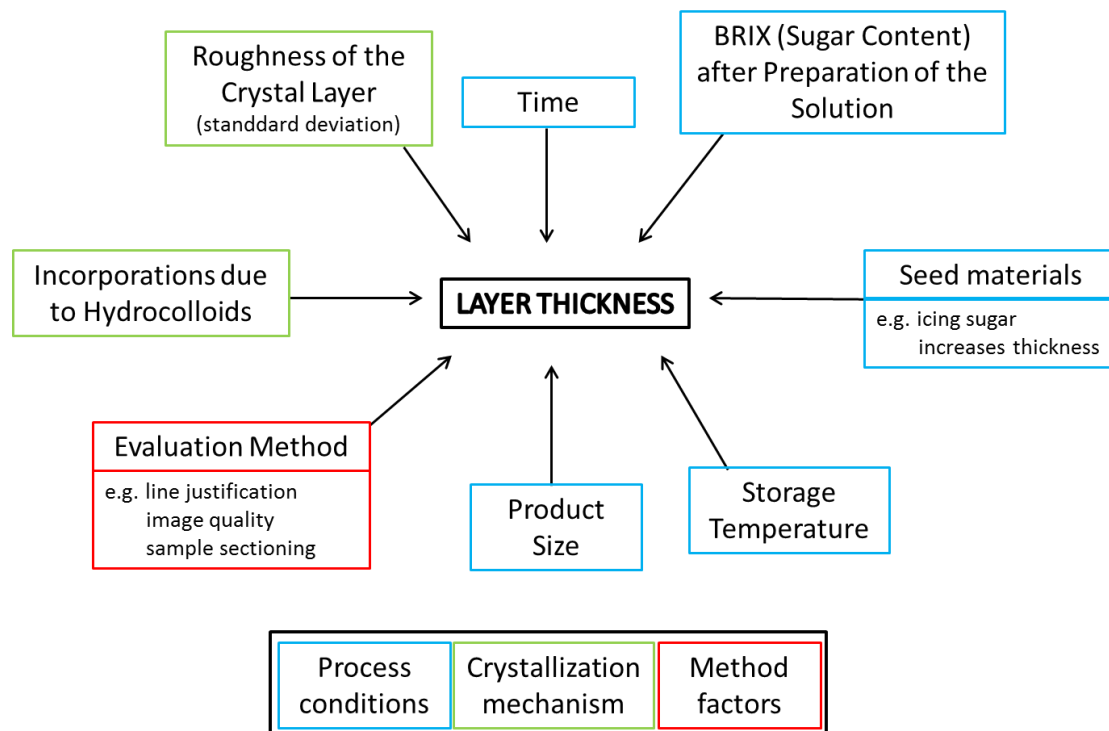 Roughness of the
Crystal Layer
(standdard deviation)
Time
BRIX (Sugar Content)
after Preparation of the
Solution
Incorporations due
to Hydrocolloids
LAYER THICKNESS
Seed materials
e.g. icing sugar
increases thickness
Evaluation Method
e.g. line justification
image quality
sample sectioning
Product
Size
Storage
Temperature
Process
conditions
Crystallization
mechanism
Method
factors